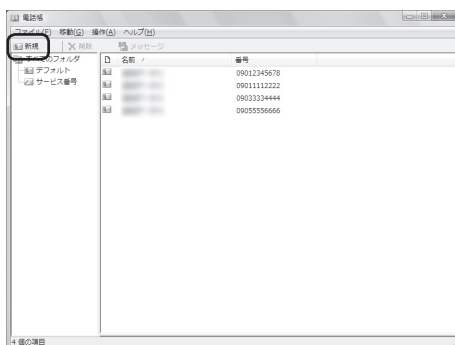 電話帳
ファイル(F) 移動(G) 操作(A) ヘルプ(H)
新規 削除 メッセージ
すべてのフォルダ
デフォルト
サービス番号
名前 番号
09012345678
09011112222
09033334444
09055556666
4 個の項目